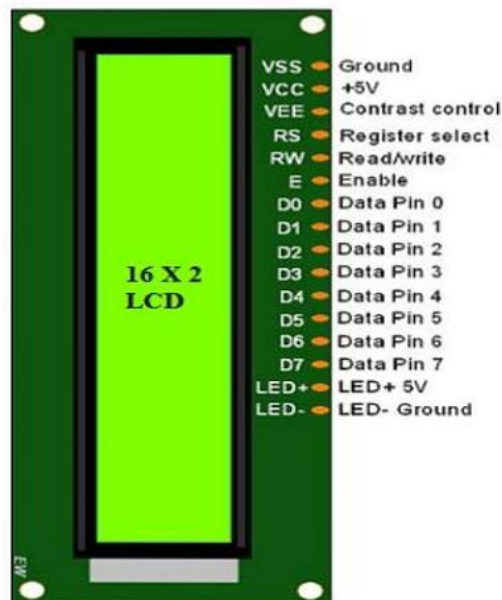 VSS Ground
VCC +5V
VEE Contrast control
RS Register select
RW Read/write
E Enable
D0 Data Pin 0
D1 Data Pin 1
D2 Data Pin 2
D3 Data Pin 3
D4 Data Pin 4
D5 Data Pin 5
D6 Data Pin 6
D7 Data Pin 7
LED+ LED+ 5V
LED- LED- Ground
16 X 2
LCD
EW